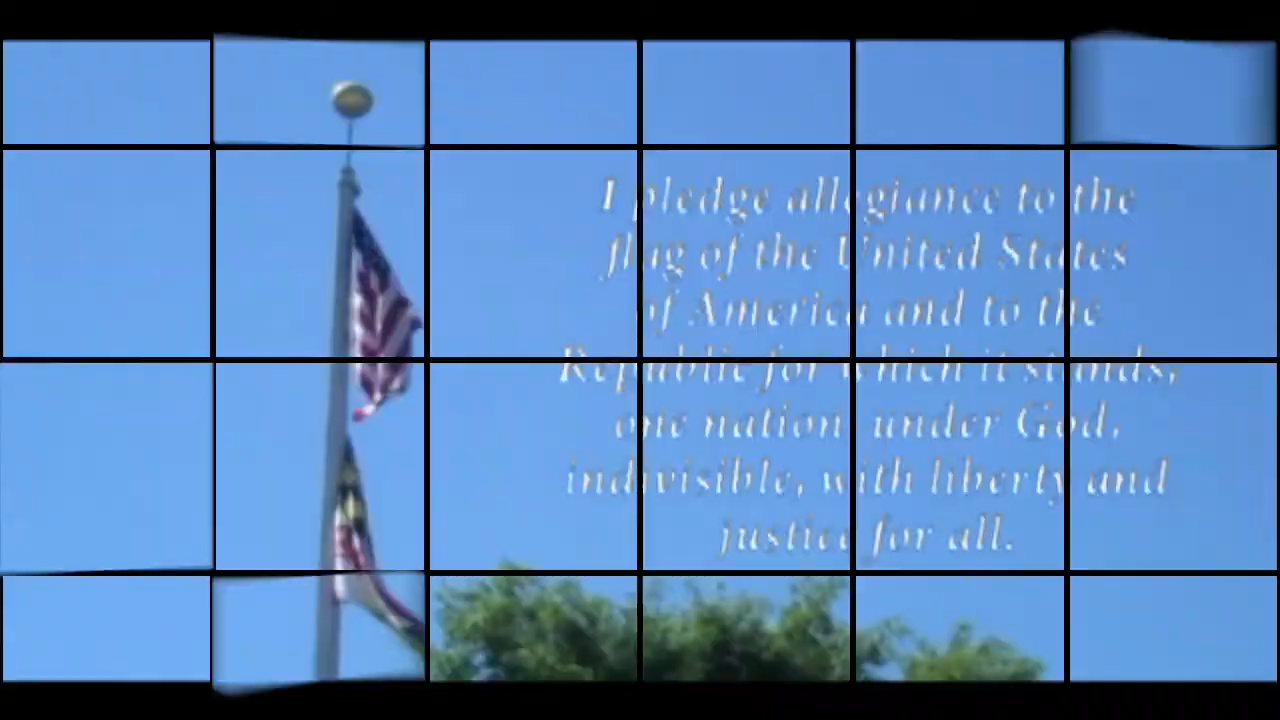 I pledge allegiance to the
flag of the United States
of America and to the
Republic for which it stands,
one nation under God,
indivisible, with liberty and
justice for all.